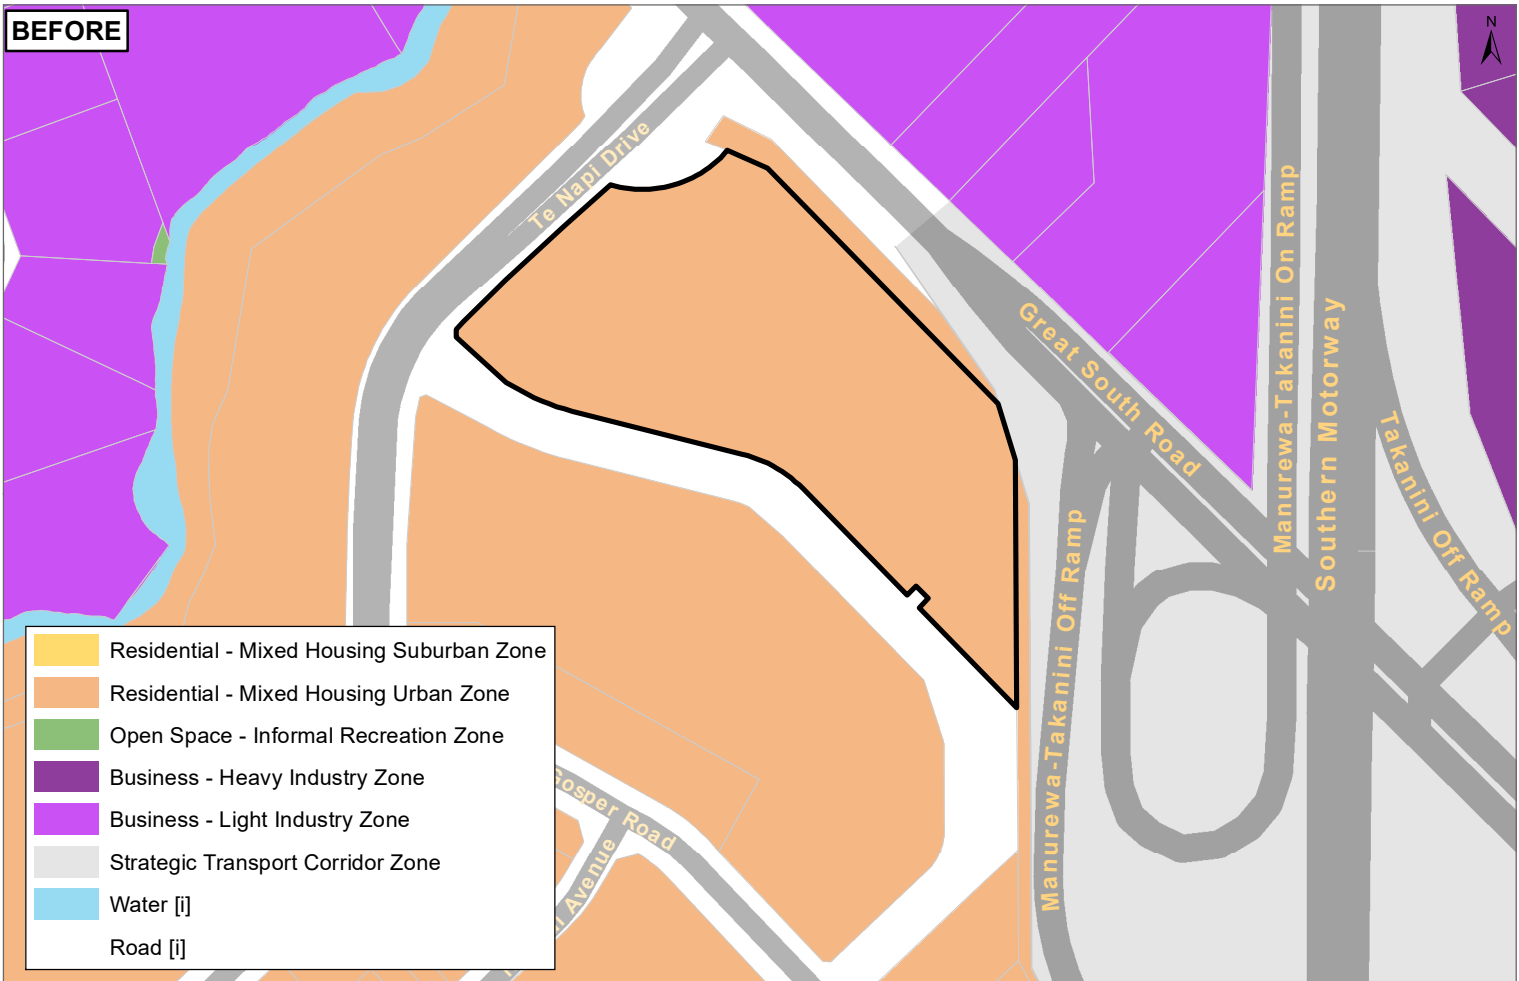 BEFORE
N
Te Napi Drive
Great South Road
Manurewa-Takanini On Ramp
Southern Motorway
Takanini Off Ramp
Manurewa-Takanini Off Ramp
Gosper Road
Avenue
Residential - Mixed Housing Suburban Zone
Residential - Mixed Housing Urban Zone
Open Space - Informal Recreation Zone
Business - Heavy Industry Zone
Business - Light Industry Zone
Strategic Transport Corridor Zone
Water [i]
Road [i]